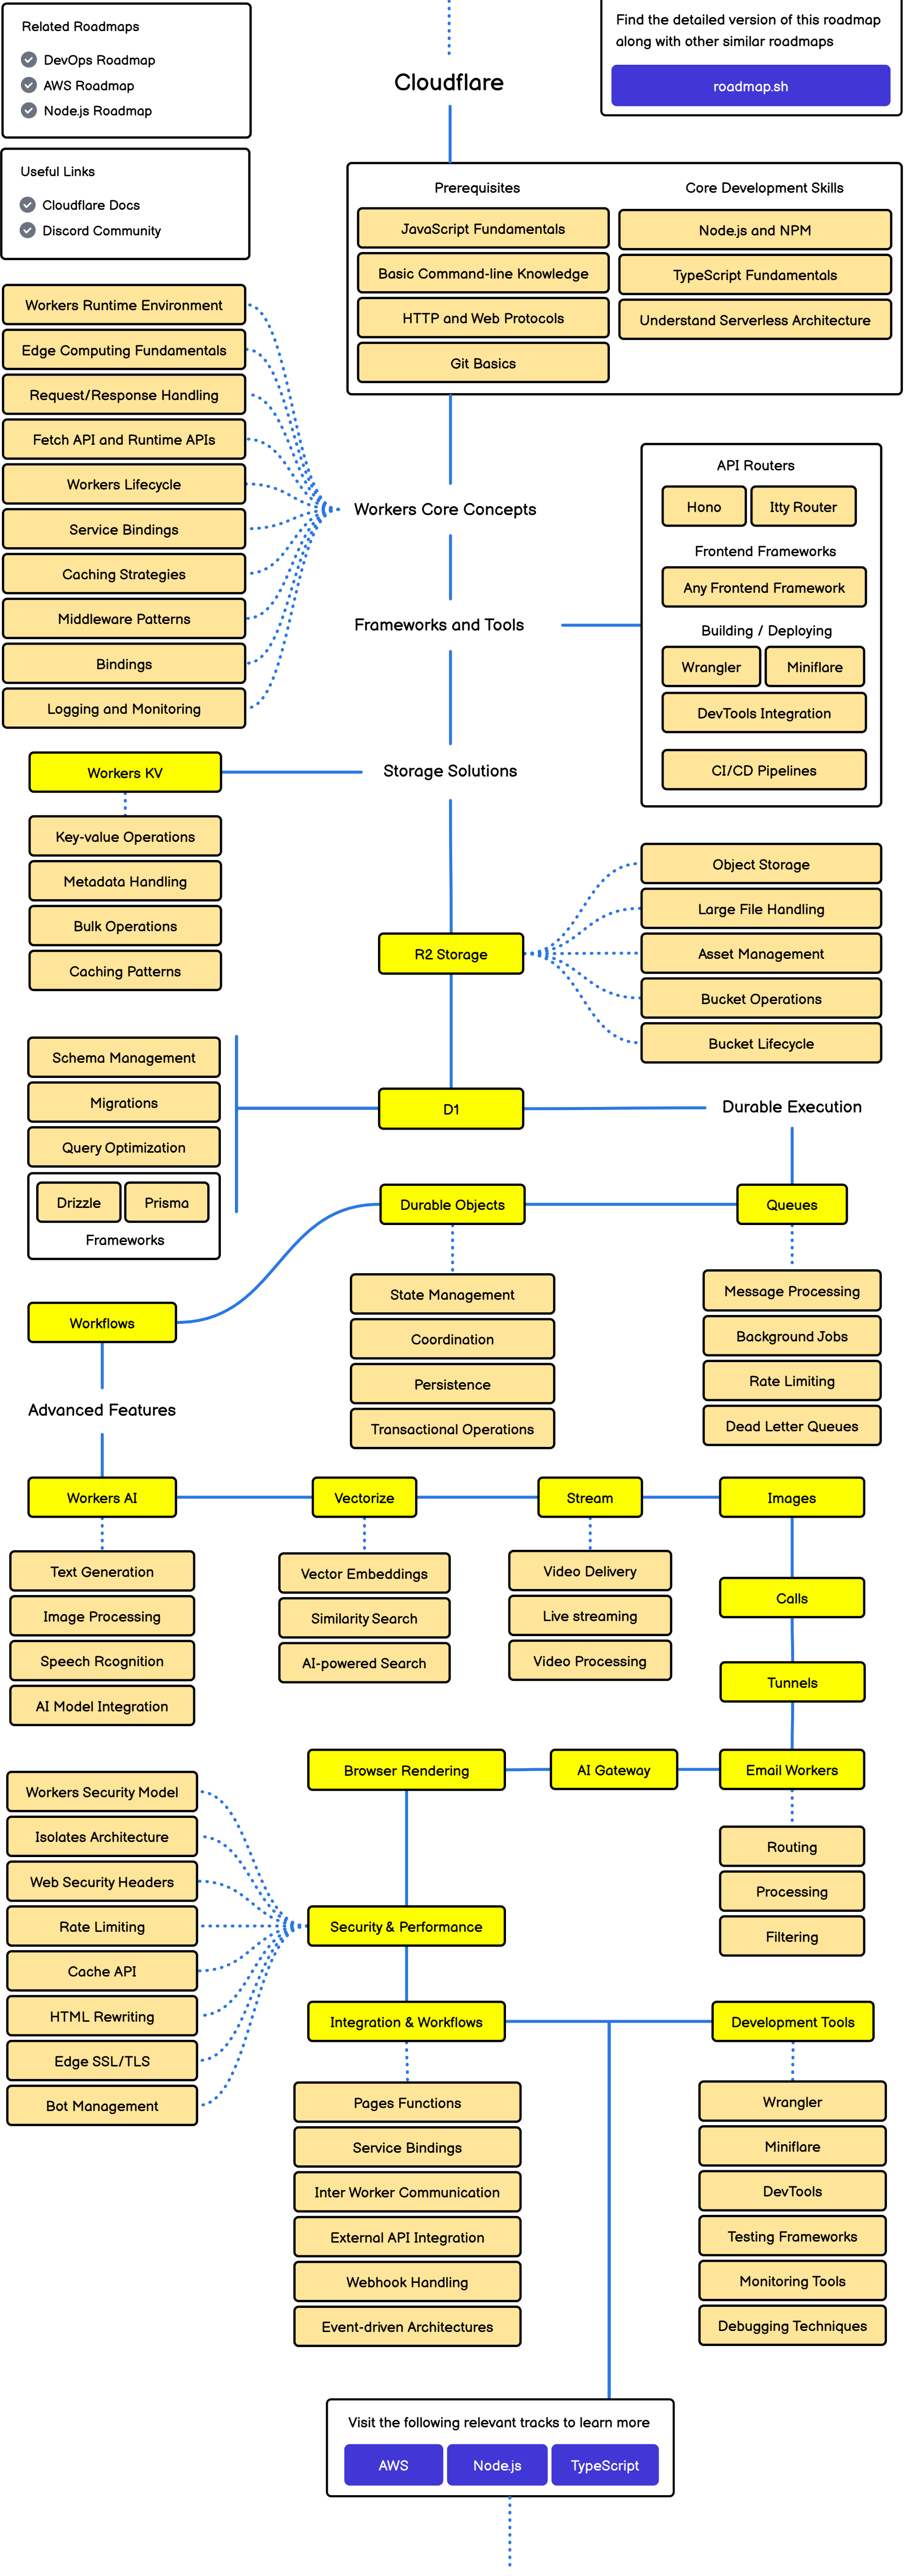 Related Roadmaps
DevOps Roadmap
AWS Roadmap
Node.js Roadmap
Find the detailed version of this roadmap
along with other similar roadmaps
roadmap.sh
Cloudflare
Useful Links
Cloudflare Docs
Discord Community
Prerequisites
JavaScript Fundamentals
Basic Command-line Knowledge
HTTP and Web Protocols
Git Basics
Core Development Skills
Node.js and NPM
TypeScript Fundamentals
Understand Serverless Architecture
Workers Runtime Environment
Edge Computing Fundamentals
Request/Response Handling
Fetch API and Runtime APIs
Workers Lifecycle
Service Bindings
Caching Strategies
Middleware Patterns
Bindings
Logging and Monitoring
Workers Core Concepts
Frameworks and Tools
API Routers
Hono
Itty Router
Frontend Frameworks
Any Frontend Framework
Building / Deploying
Wrangler
Miniflare
DevTools Integration
CI/CD Pipelines
Storage Solutions
Workers KV
Key-value Operations
Metadata Handling
Bulk Operations
Caching Patterns
R2 Storage
Object Storage
Large File Handling
Asset Management
Bucket Operations
Bucket Lifecycle
D1
Schema Management
Migrations
Query Optimization
Drizzle
Prisma
Frameworks
Durable Execution
Queues
Message Processing
Background Jobs
Rate Limiting
Dead Letter Queues
Durable Objects
State Management
Coordination
Persistence
Transactional Operations
Workflows
Advanced Features
Workers AI
Text Generation
Image Processing
Speech Rcognition
AI Model Integration
Vectorize
Vector Embeddings
Similarity Search
AI-powered Search
Stream
Video Delivery
Live streaming
Video Processing
Images
Calls
Tunnels
Email Workers
Routing
Processing
Filtering
AI Gateway
Browser Rendering
Security & Performance
Workers Security Model
Isolates Architecture
Web Security Headers
Rate Limiting
Cache API
HTML Rewriting
Edge SSL/TLS
Bot Management
Integration & Workflows
Pages Functions
Service Bindings
Inter Worker Communication
External API Integration
Webhook Handling
Event-driven Architectures
Development Tools
Wrangler
Miniflare
DevTools
Testing Frameworks
Monitoring Tools
Debugging Techniques
Visit the following relevant tracks to learn more
AWS
Node.js
TypeScript